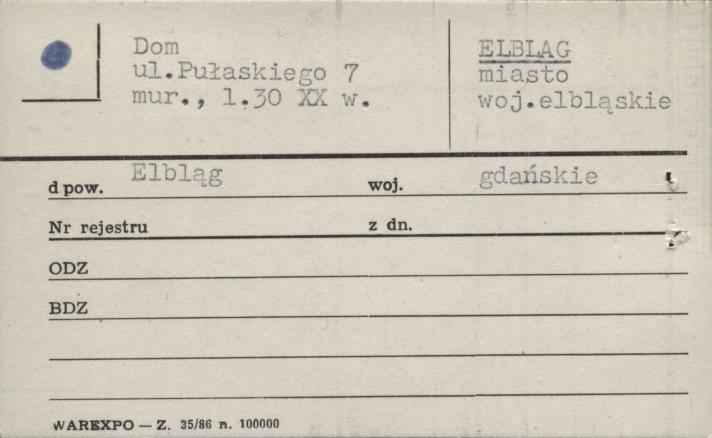 Dom
ul.Pułaskiego 7
mur., l.30 XX w.
ELBLĄG
miasto
woj.elbląskie
d pow. Elbląg woj. gdańskie
Nr rejestru z dn.
ODZ
BDZ
WAREXPO — Z. 35/86 n. 100000